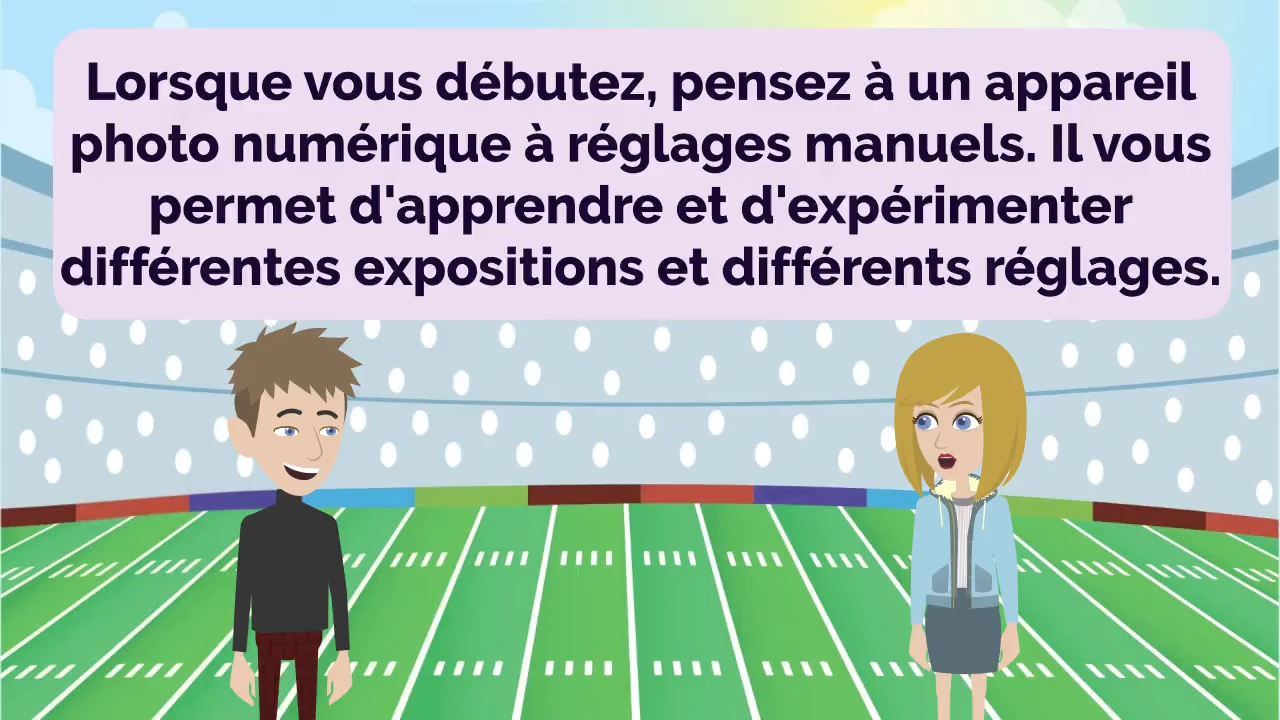 Lorsque vous débutez, pensez à un appareil
photo numérique à réglages manuels. Il vous
permet d'apprendre et d'expérimenter
différentes expositions et différents réglages.